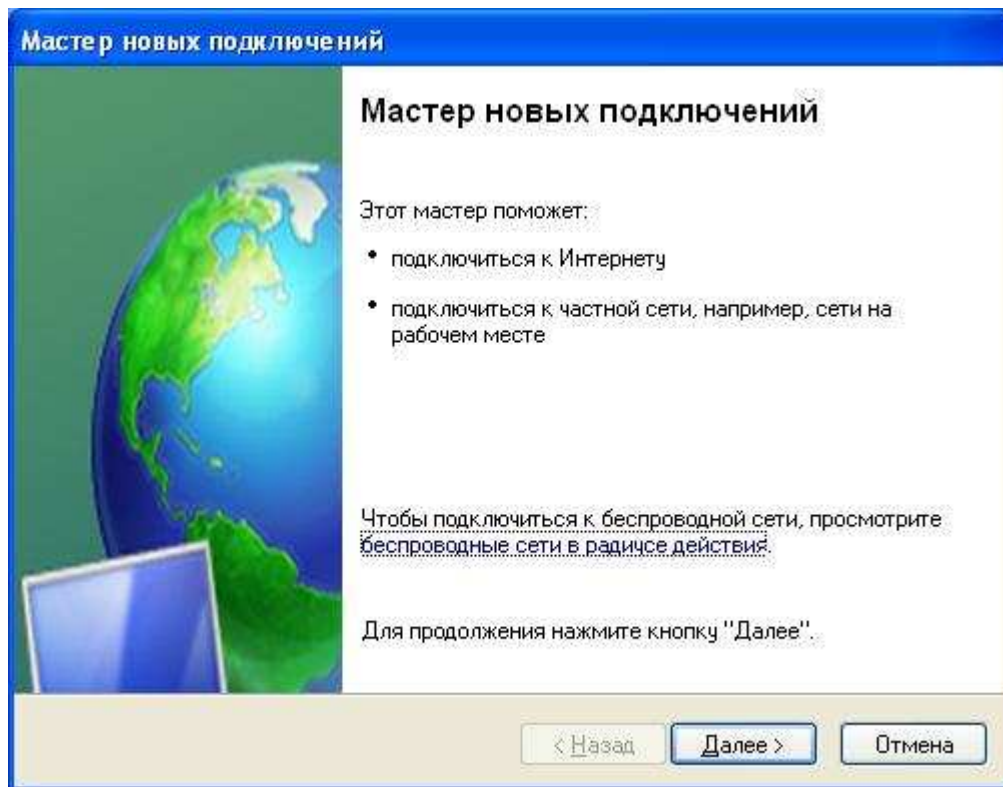 Мастер новых подключений
Мастер новых подключений
Этот мастер поможет:
• подключиться к Интернету
• подключиться к частной сети, например, сети на
рабочем месте
Чтобы подключиться к беспроводной сети, просмотрите
беспроводные сети в радиусе действия.
Для продолжения нажмите кнопку "Далее".
< Назад
Далее >
Отмена